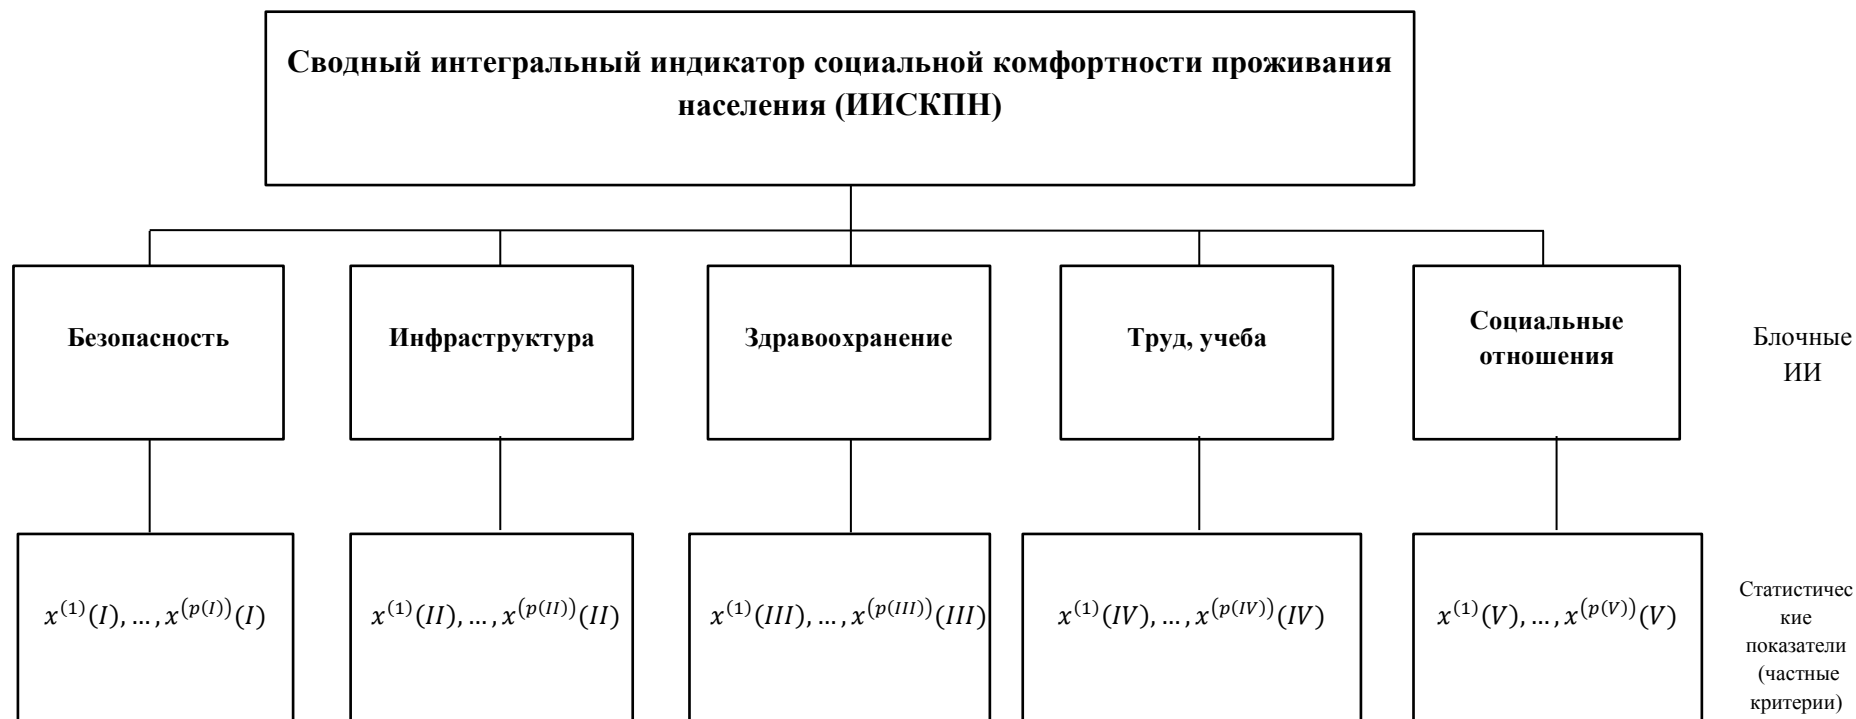 Сводный интегральный индикатор социальной комфортности проживания
населения (ИИСКПН)
Безопасность
Инфраструктура
Здравоохранение
Труд, учеба
Социальные
отношения
Блочные
ИИ
x^{(1)}(I), …, x^{(p(I))}(I)
x^{(1)}(II), …, x^{(p(II))}(II)
x^{(1)}(III), …, x^{(p(III))}(III)
x^{(1)}(IV), …, x^{(p(IV))}(IV)
x^{(1)}(V), …, x^{(p(V))}(V)
Статистичес
кие
показатели
(частные
критерии)